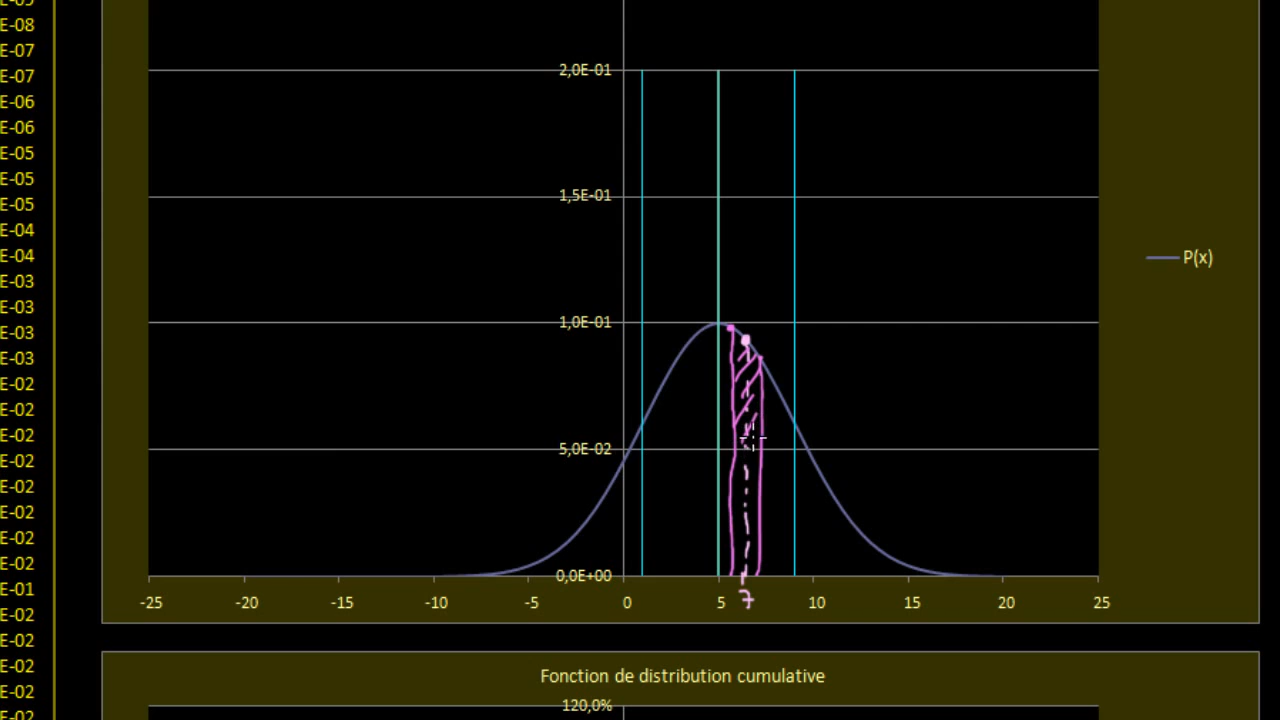 E-09
E-08
E-07
E-07
E-06
E-06
E-05
E-05
E-05
E-04
E-04
E-03
E-03
E-03
E-03
E-02
E-02
E-02
E-02
E-02
E-02
E-02
E-02
E-01
E-02
E-02
E-02
E-02
E-02
2,0E-01
1,5E-01
1,0E-01
5,0E-02
0,0E+00
-25 -20 -15 -10 -5 0 5 10 15 20 25
7
P(x)
Fonction de distribution cumulative
120,0%